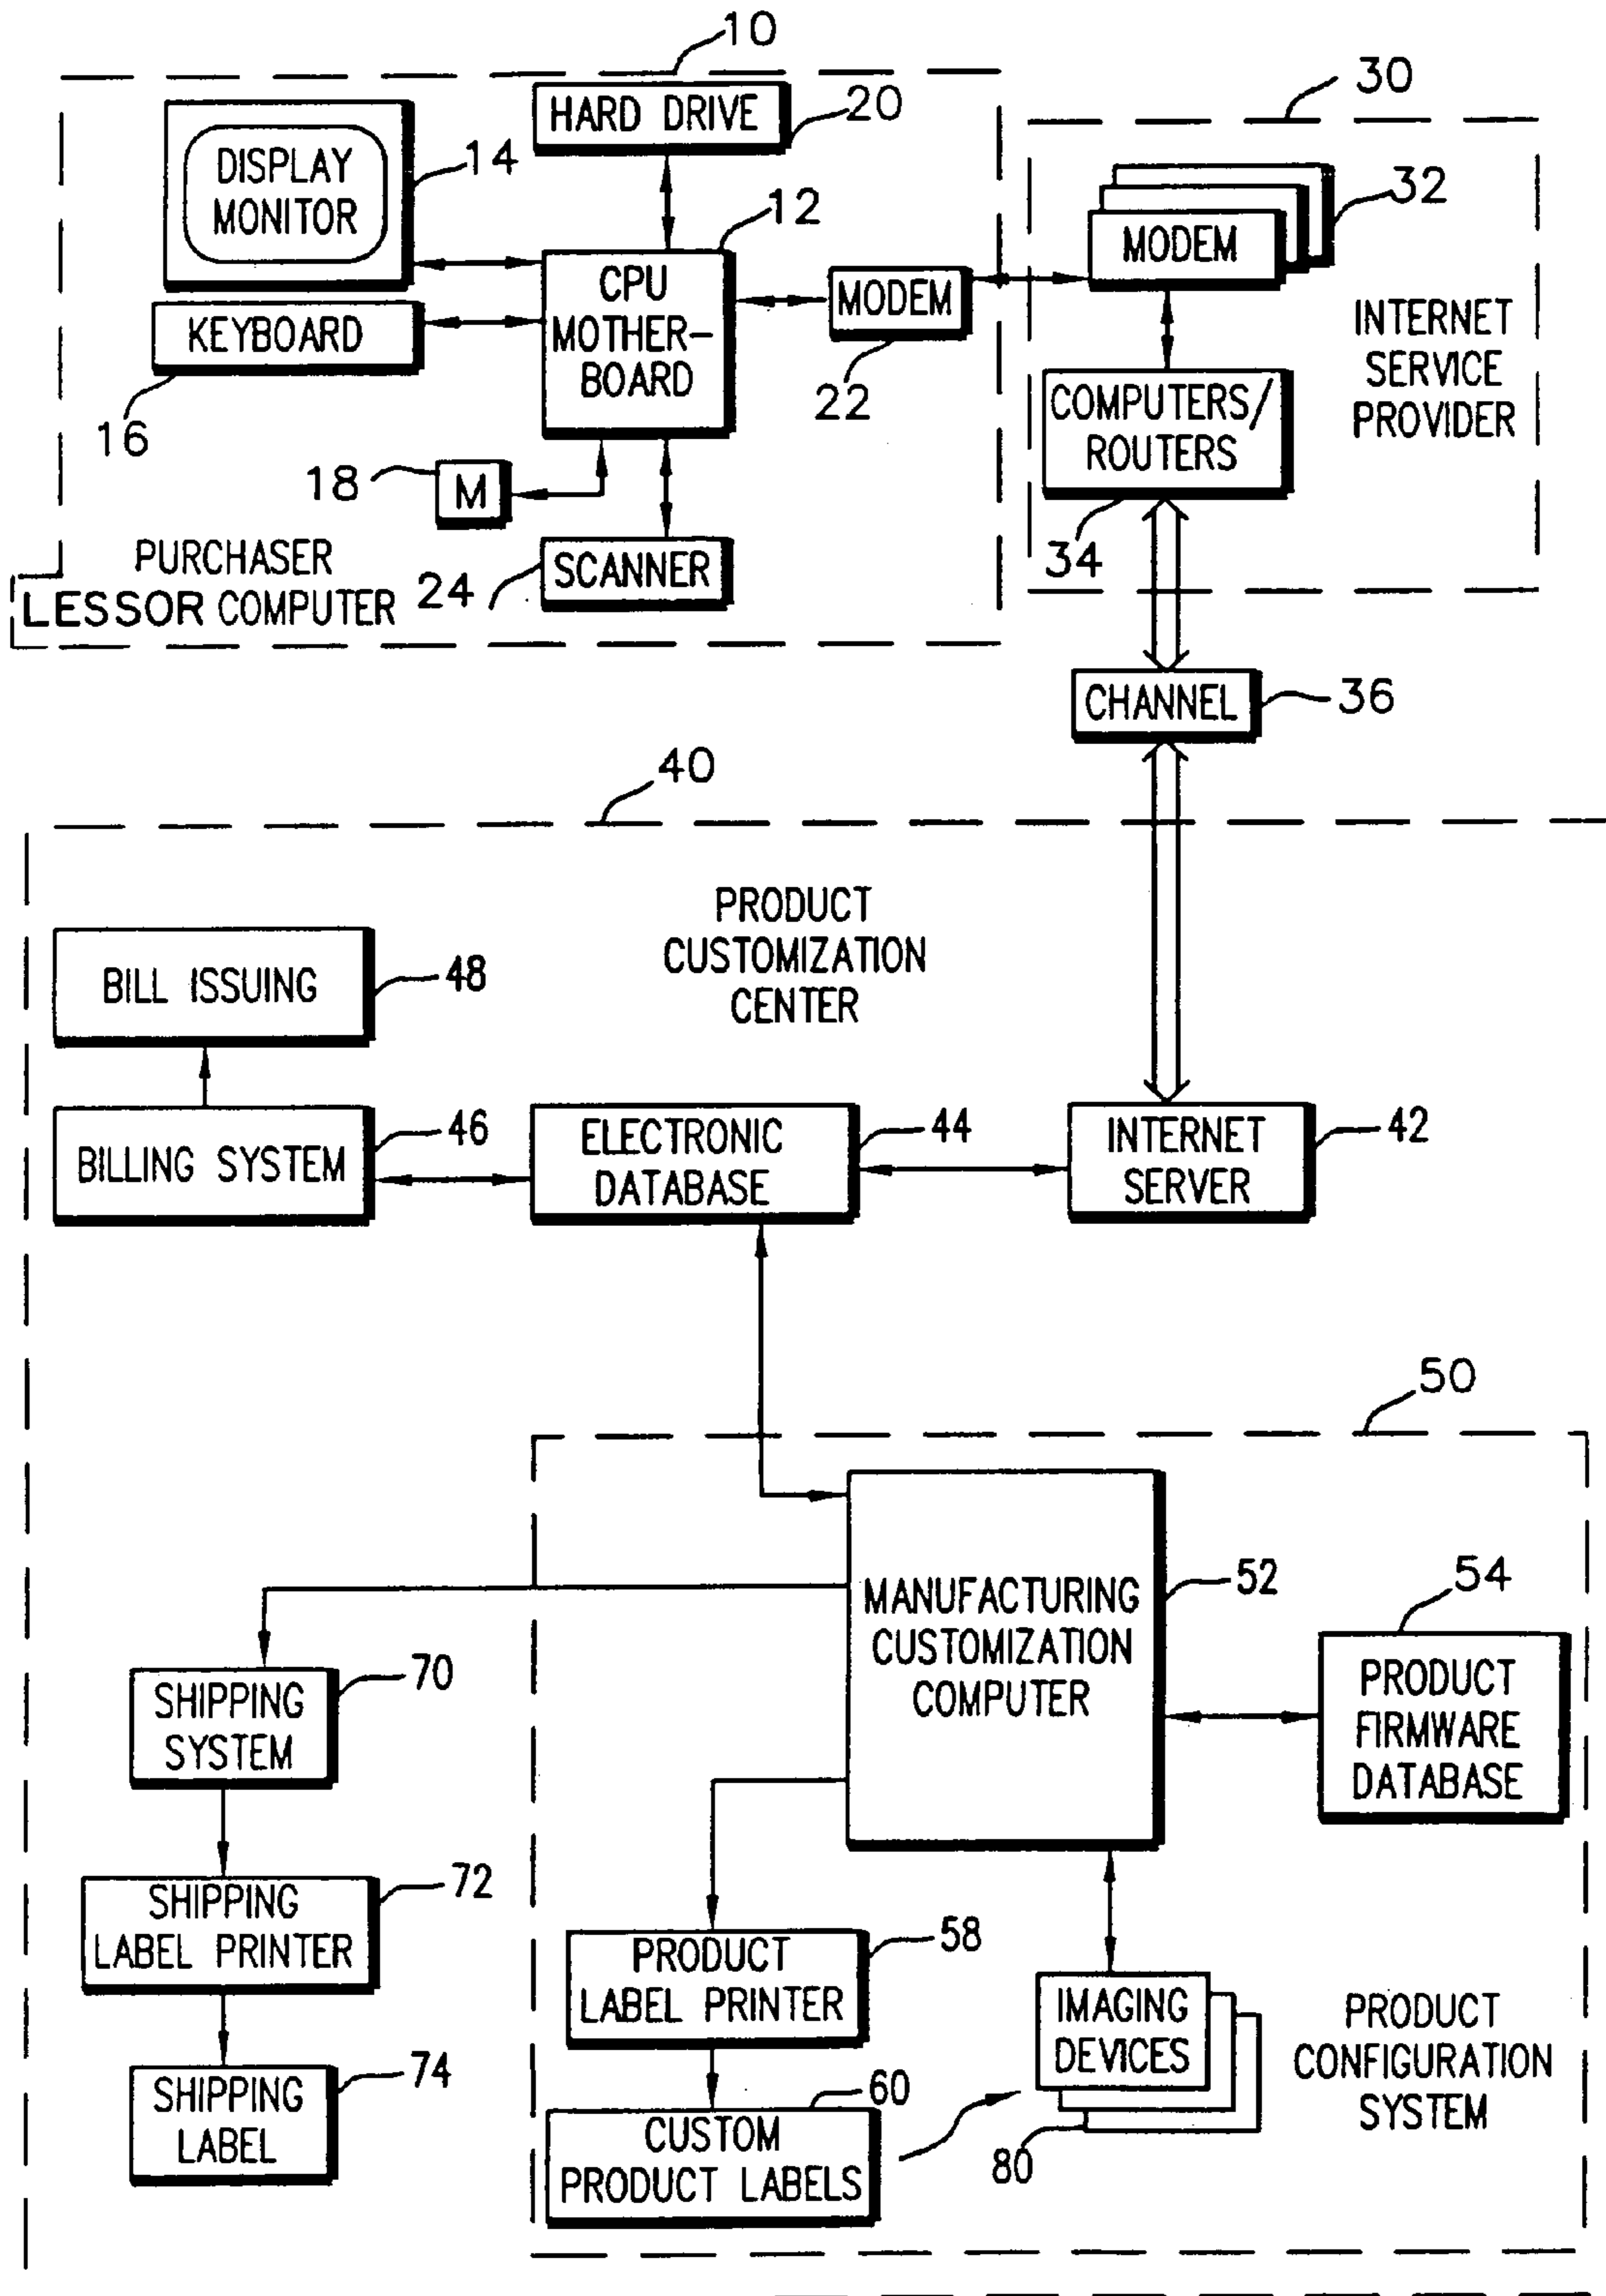 10
HARD DRIVE
20
DISPLAY
MONITOR
14
12
CPU
MOTHER-
BOARD
KEYBOARD
16
MODEM
22
18
M
24
SCANNER
PURCHASER
LESSOR COMPUTER
30
32
MODEM
COMPUTERS/
ROUTERS
34
INTERNET
SERVICE
PROVIDER
CHANNEL
36
40
PRODUCT
CUSTOMIZATION
CENTER
BILL ISSUING
48
BILLING SYSTEM
46
ELECTRONIC
DATABASE
44
INTERNET
SERVER
42
50
MANUFACTURING
CUSTOMIZATION
COMPUTER
52
54
PRODUCT
FIRMWARE
DATABASE
SHIPPING
SYSTEM
70
SHIPPING
LABEL PRINTER
72
SHIPPING
LABEL
74
PRODUCT
LABEL PRINTER
58
CUSTOM
PRODUCT LABELS
60
IMAGING
DEVICES
80
PRODUCT
CONFIGURATION
SYSTEM